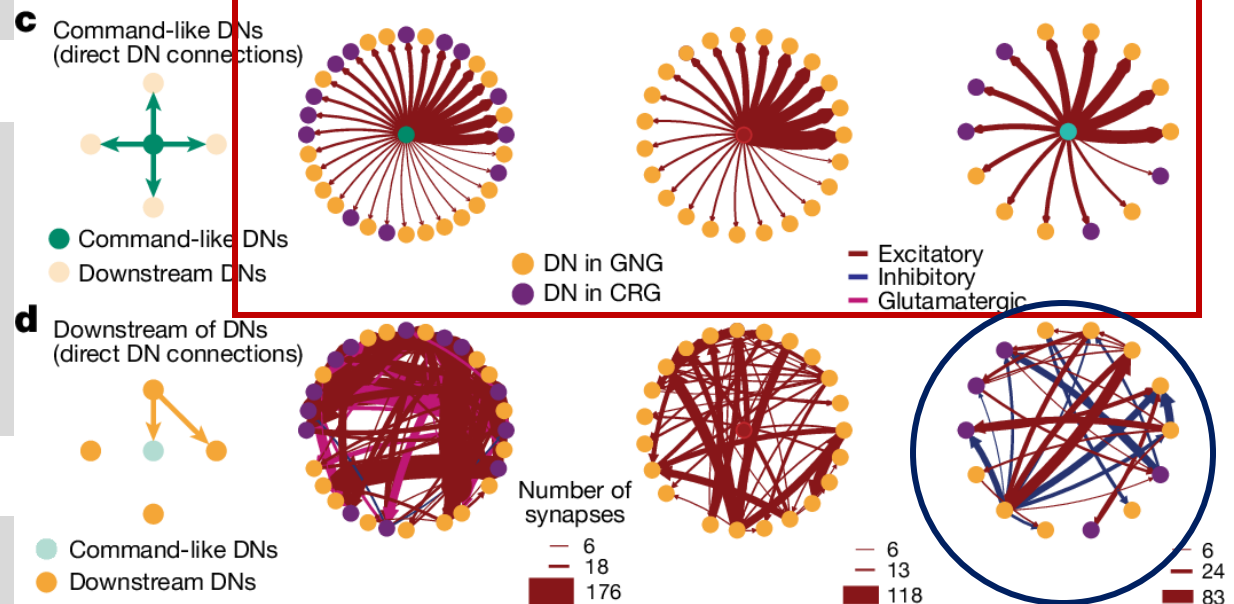 c
Command-like DNs
(direct DN connections)
Command-like DNs
Downstream DNs
DN in GNG
DN in CRG
Excitatory
Inhibitory
Glutamatergic
d
Downstream of DNs
(direct DN connections)
Command-like DNs
Downstream DNs
Number of
synapses
6
18
176
6
13
118
6
24
83